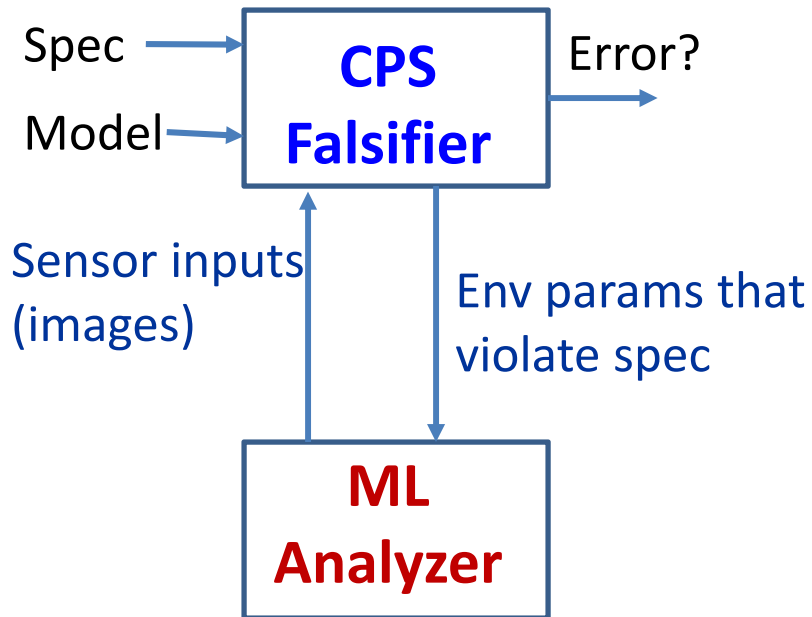 Spec
Model
CPS
Falsifier
Error?
Sensor inputs
(images)
Env params that
violate spec
ML
Analyzer